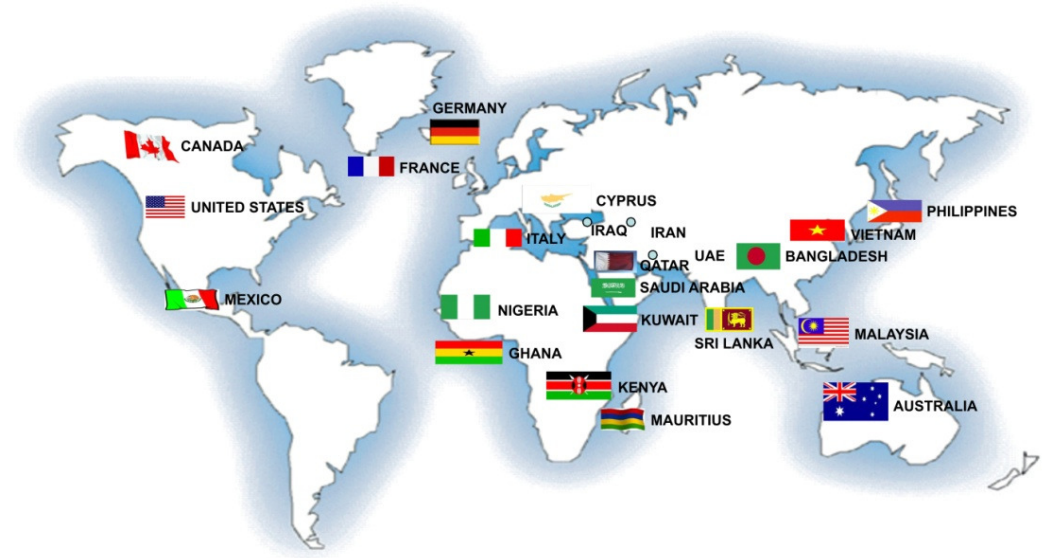 GERMANY
CANADA
FRANCE
UNITED STATES
CYPRUS
PHILIPPINES
IRAQ
IRAN
VIETNAM
ITALY
UAE
BANGLADESH
QATAR
SAUDI ARABIA
MEXICO
NIGERIA
KUWAIT
MALAYSIA
SRI LANKA
GHANA
KENYA
AUSTRALIA
MAURITIUS